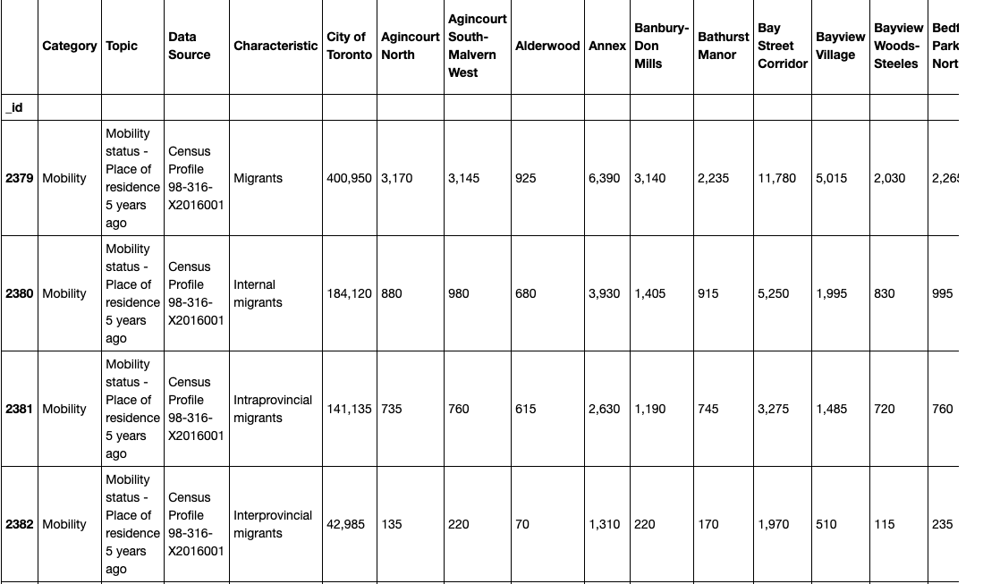 Category Topic Data Source Characteristic City of Toronto Agincourt North Agincourt South-Malvern West Alderwood Annex Banbury-Don Mills Bathurst Manor Bay Street Corridor Bayview Village Bayview Woods-Steeles Park
_id
2379 Mobility Mobility status - Place of residence 5 years ago Census Profile 98-316-X2016001 Migrants 400,950 3,170 3,145 925 6,390 3,140 2,235 11,780 5,015 2,030 2,265
2380 Mobility Mobility status - Place of residence 5 years ago Census Profile 98-316-X2016001 Internal migrants 184,120 880 980 680 3,930 1,405 915 5,250 1,995 830 995
2381 Mobility Mobility status - Place of residence 5 years ago Census Profile 98-316-X2016001 Intraprovincial migrants 141,135 735 760 615 2,630 1,190 745 3,275 1,485 720 760
2382 Mobility Mobility status - Place of residence 5 years ago Census Profile 98-316-X2016001 Interprovincial migrants 42,985 135 220 70 1,310 220 170 1,970 510 115 235